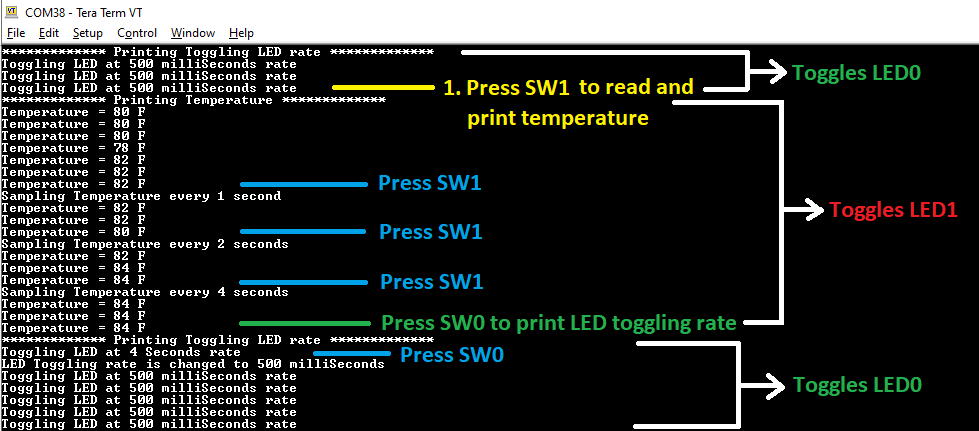 COM38 - Tera Term VT
File Edit Setup Control Window Help
************* Printing Toggling LED rate *************
Toggling LED at 500 milliSeconds rate
Toggling LED at 500 milliSeconds rate
Toggling LED at 500 milliSeconds rate
************* Printing Temperature *************
Temperature = 80 F
Temperature = 80 F
Temperature = 80 F
Temperature = 78 F
Temperature = 82 F
Temperature = 82 F
Temperature = 82 F
Sampling Temperature every 1 second
Temperature = 82 F
Temperature = 82 F
Temperature = 80 F
Sampling Temperature every 2 seconds
Temperature = 82 F
Temperature = 84 F
Temperature = 84 F
Sampling Temperature every 4 seconds
Temperature = 84 F
Temperature = 84 F
Temperature = 84 F
************* Printing Toggling LED rate *************
Toggling LED at 4 Seconds rate
LED Toggling rate is changed to 500 milliSeconds
Toggling LED at 500 milliSeconds rate
Toggling LED at 500 milliSeconds rate
Toggling LED at 500 milliSeconds rate
Toggling LED at 500 milliSeconds rate
Toggling LED at 500 milliSeconds rate
Toggles LED0
1. Press SW1 to read and
print temperature
Press SW1
Toggles LED1
Press SW1
Press SW1
Press SW0 to print LED toggling rate
Press SW0
Toggles LED0